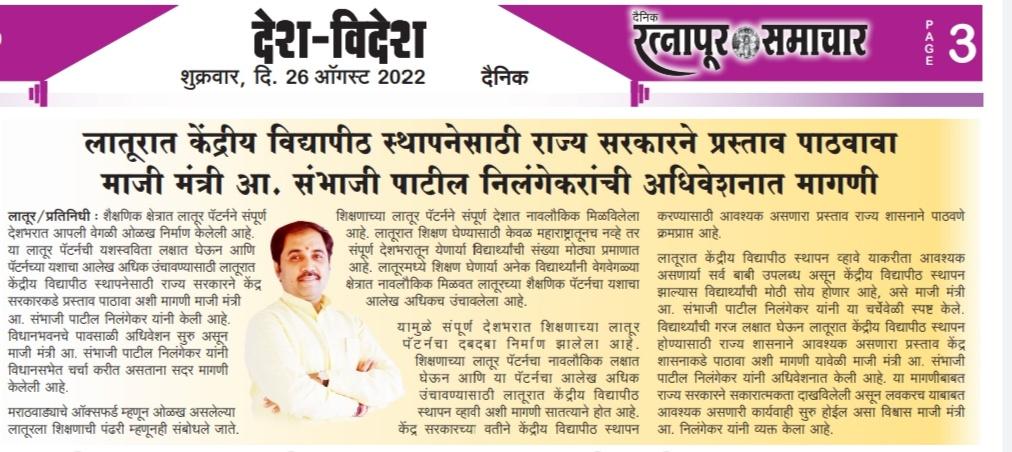 देश-विदेश
शुक्रवार, दि. 26 ऑगस्ट 2022 दैनिक
दैनिक
रत्नापूर समाचार
PAGE 3
लातूरात केंद्रीय विद्यापीठ स्थापनेसाठी राज्य सरकारने प्रस्ताव पाठवावा
माजी मंत्री आ. संभाजी पाटील निलंगेकरांची अधिवेशनात मागणी
लातूर/प्रतिनिधी : शैक्षणिक क्षेत्रात लातूर पॅटर्नने संपूर्ण
देशभरात आपली वेगळी ओळख निर्माण केलेली आहे.
या लातूर पॅटर्नची यशस्वविता लक्षात घेऊन आणि
पॅटर्नच्या यशाचा आलेख अधिक उंचावण्यासाठी लातूरात
केंद्रीय विद्यापीठ स्थापनेसाठी राज्य सरकारने केंद्र
सरकारकडे प्रस्ताव पाठावा अशी मागणी माजी मंत्री
आ. संभाजी पाटील निलंगेकर यांनी केली आहे.
विधानभवनचे पावसाळी अधिवेशन सुरु असून
माजी मंत्री आ. संभाजी पाटील निलंगेकर यांनी
विधानसभेत चर्चा करीत असताना सदर मागणी
केलेली आहे.
मराठवाड्याचे ऑक्सफर्ड म्हणून ओळख असलेल्या
लातूरला शिक्षणाची पंढरी म्हणूनही संबोधले जाते.
शिक्षणाच्या लातूर पॅटर्नने संपूर्ण देशात नावलौकिक मिळविलेला
आहे. लातूरात शिक्षण घेण्यासाठी केवळ महाराष्ट्रातूनच नव्हे तर
संपूर्ण देशभरातून येणार्या विद्यार्थ्यांची संख्या मोठ्या प्रमाणात
आहे. लातूरमध्ये शिक्षण घेणार्या अनेक विद्यार्थ्यांनी वेगवेगळ्या
क्षेत्रात नावलौकिक मिळवत लातूरच्या शैक्षणिक पॅटर्नचा यशाचा
आलेख अधिकच उंचावलेला आहे.
यामुळे संपूर्ण देशभरात शिक्षणाच्या लातूर
पॅटर्नचा दबदबा निर्माण झालेला आहे.
शिक्षणाच्या लातूर पॅटर्नचा नावलौकिक लक्षात
घेऊन आणि या पॅटर्नचा आलेख अधिक
उंचावण्यासाठी लातूरात केंद्रीय विद्यापीठ
स्थापन व्हावी अशी मागणी सातत्याने होत आहे.
केंद्र सरकारच्या वतीने केंद्रीय विद्यापीठ स्थापन
करण्यासाठी आवश्यक असणारा प्रस्ताव राज्य शासनाने पाठवणे
क्रमप्राप्त आहे.
लातूरात केंद्रीय विद्यापीठ स्थापन व्हावे याकरीता आवश्यक
असणार्या सर्व बाबी उपलब्ध असून केंद्रीय विद्यापीठ स्थापन
झाल्यास विद्यार्थ्यांची मोठी सोय होणार आहे, असे माजी मंत्री
आ. संभाजी पाटील निलंगेकर यांनी या चर्चेवेळी स्पष्ट केले.
विद्यार्थ्यांची गरज लक्षात घेऊन लातूरात केंद्रीय विद्यापीठ स्थापन
होण्यासाठी राज्य शासनाने आवश्यक असणारा प्रस्ताव केंद्र
शासनाकडे पाठावा अशी मागणी यावेळी माजी मंत्री आ. संभाजी
पाटील निलंगेकर यांनी अधिवेशनात केली आहे. या मागणीबाबत
राज्य सरकारने सकारात्मकता दाखविलेली असून लवकरच याबाबत
आवश्यक असणारी कार्यवाही सुरु होईल असा विश्वास माजी मंत्री
आ. निलंगेकर यांनी व्यक्त केला आहे.